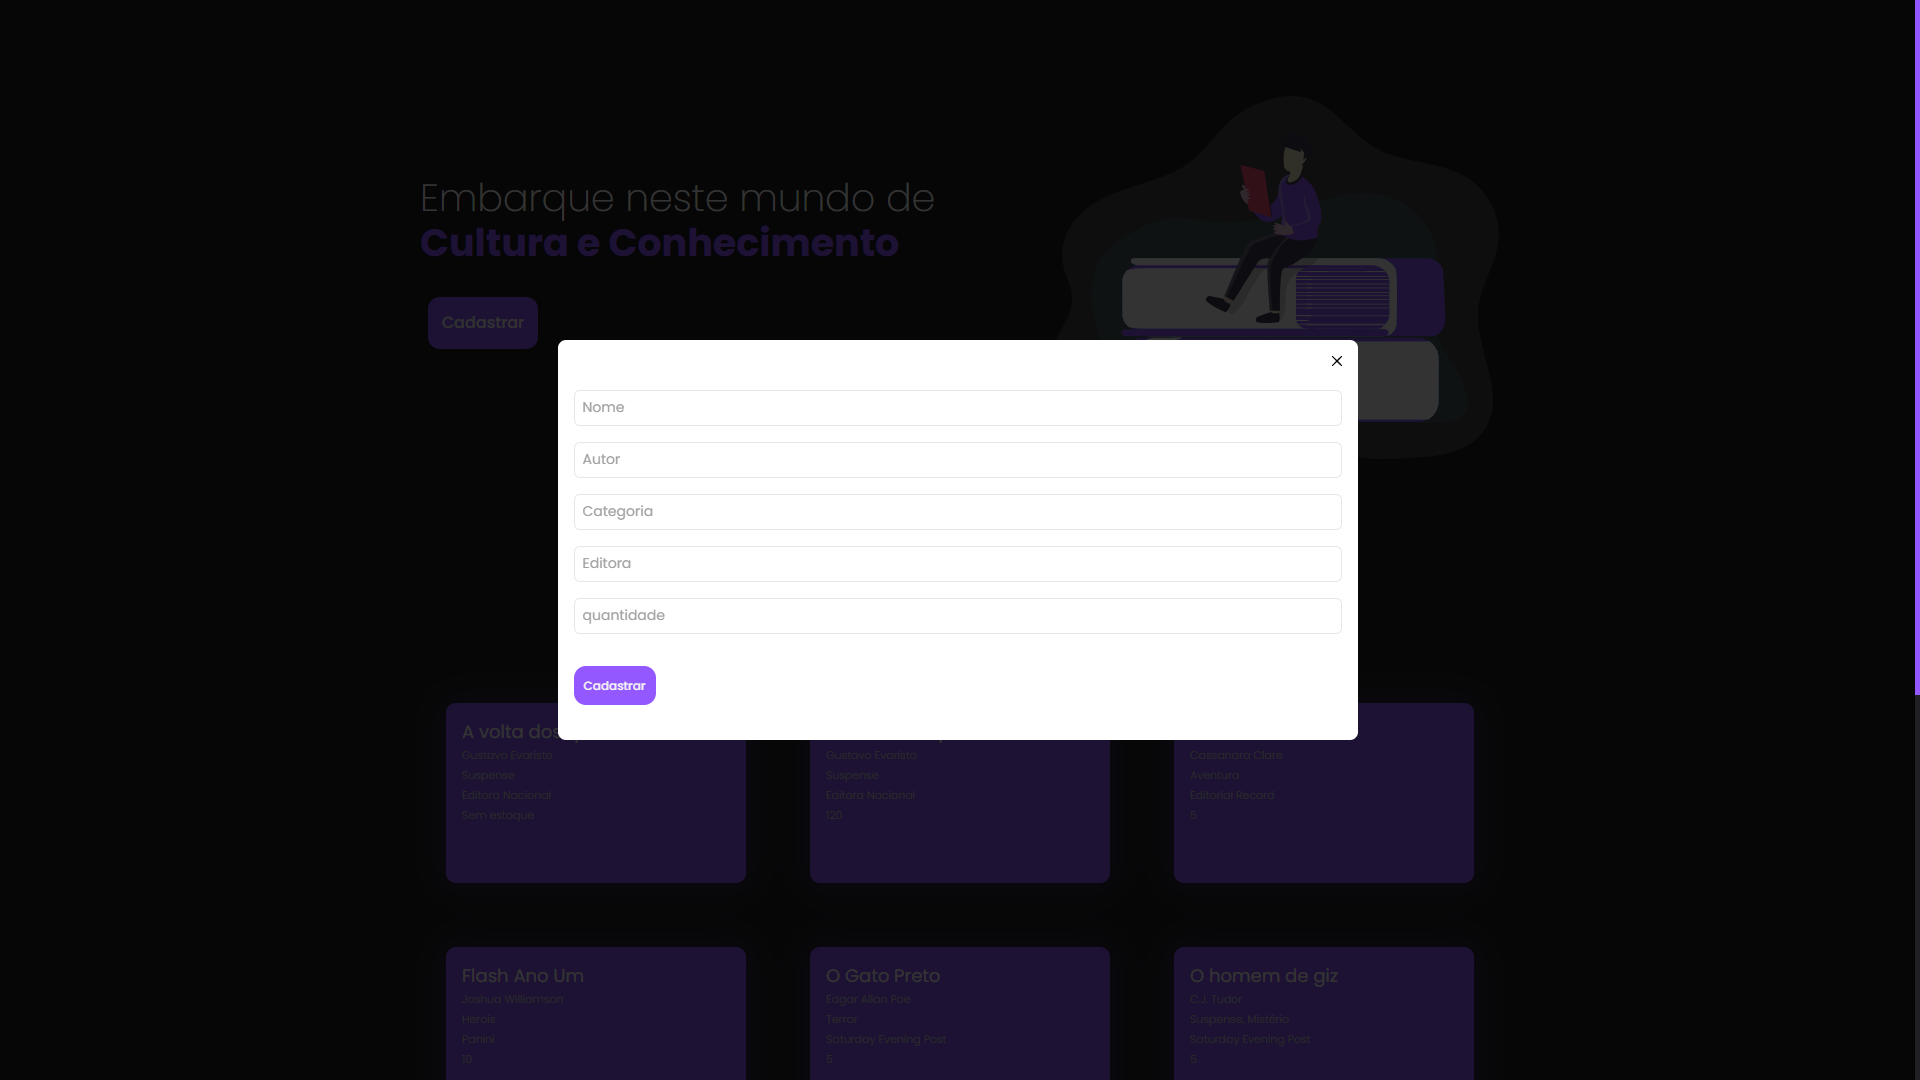 Embarque neste mundo de
Cultura e Conhecimento
Cadastrar
Nome
Autor
Categoria
Editora
quantidade
Cadastrar
A volta dos
Gustavo Evaristo
Suspense
Editora Nacional
Sem estoque
Gustavo Evaristo
Suspense
Editora Nacional
120
Cassandra Clare
Aventura
Editorial Record
5
Flash Ano Um
Joshua Williamson
Herois
Panini
10
O Gato Preto
Edgar Allan Poe
Terror
Saturday Evening Post
5
O homem de giz
C.J. Tudor
Suspense, Mistério
Saturday Evening Post
5